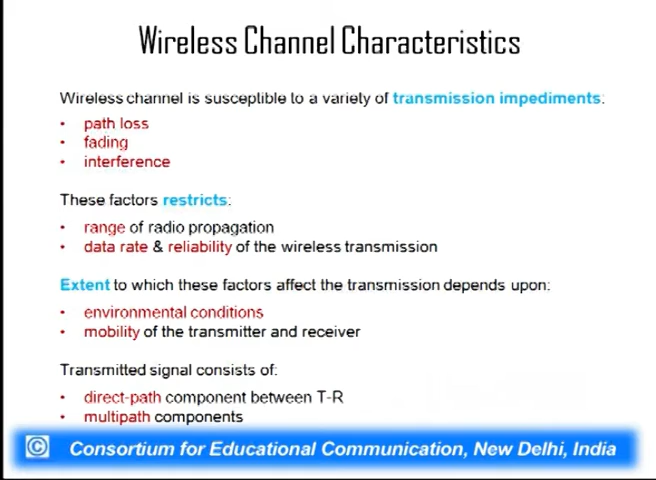 Wireless Channel Characteristics
Wireless channel is susceptible to a variety of transmission impediments:
• path loss
• fading
• interference
These factors restricts:
• range of radio propagation
• data rate & reliability of the wireless transmission
Extent to which these factors affect the transmission depends upon:
• environmental conditions
• mobility of the transmitter and receiver
Transmitted signal consists of:
• direct-path component between T-R
• multipath components
© Consortium for Educational Communication, New Delhi, India